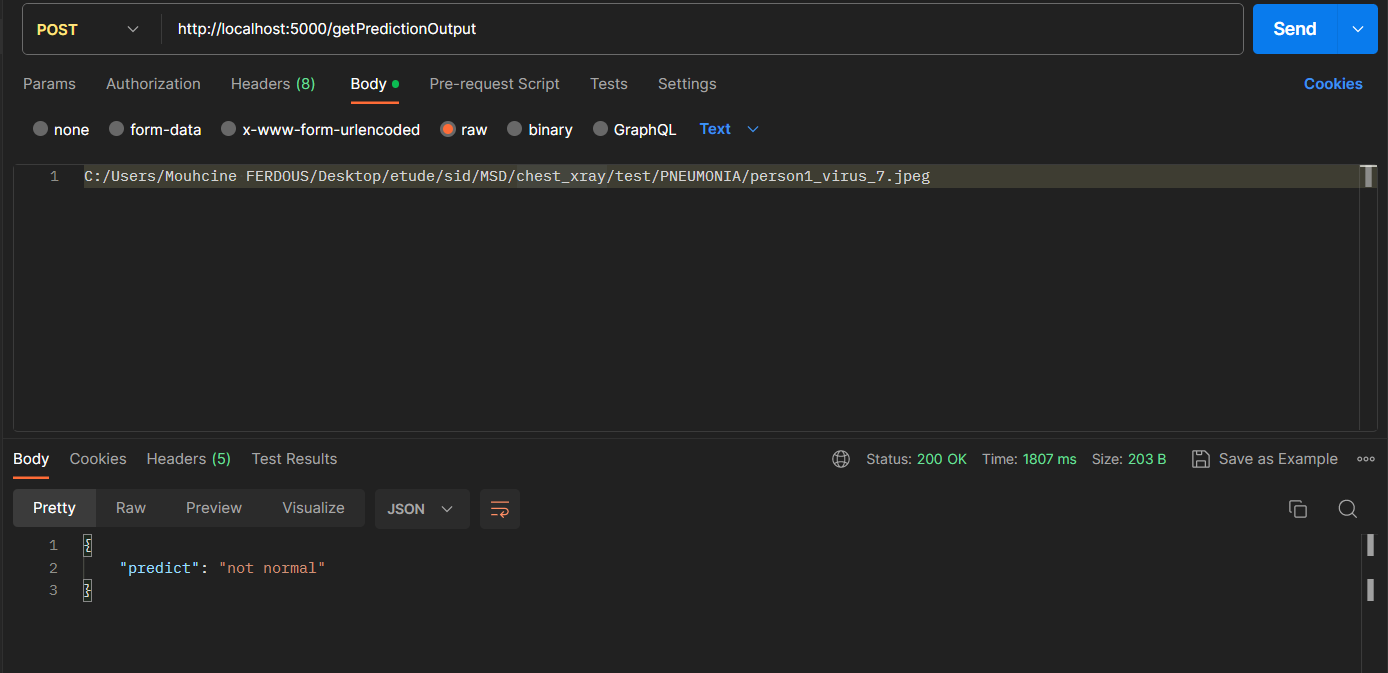 POST http://localhost:5000/getPredictionOutput Send
Params Authorization Headers (8) Body Pre-request Script Tests Settings Cookies
none form-data x-www-form-urlencoded raw binary GraphQL Text
1 C:/Users/Mouhcine FERDOUS/Desktop/etude/sid/MSD/chest_xray/test/PNEUMONIA/person1_virus_7.jpeg
Body Cookies Headers (5) Test Results Status: 200 OK Time: 1807 ms Size: 203 B Save as Example
Pretty Raw Preview Visualize JSON
1 {
2 "predict": "not normal"
3 }